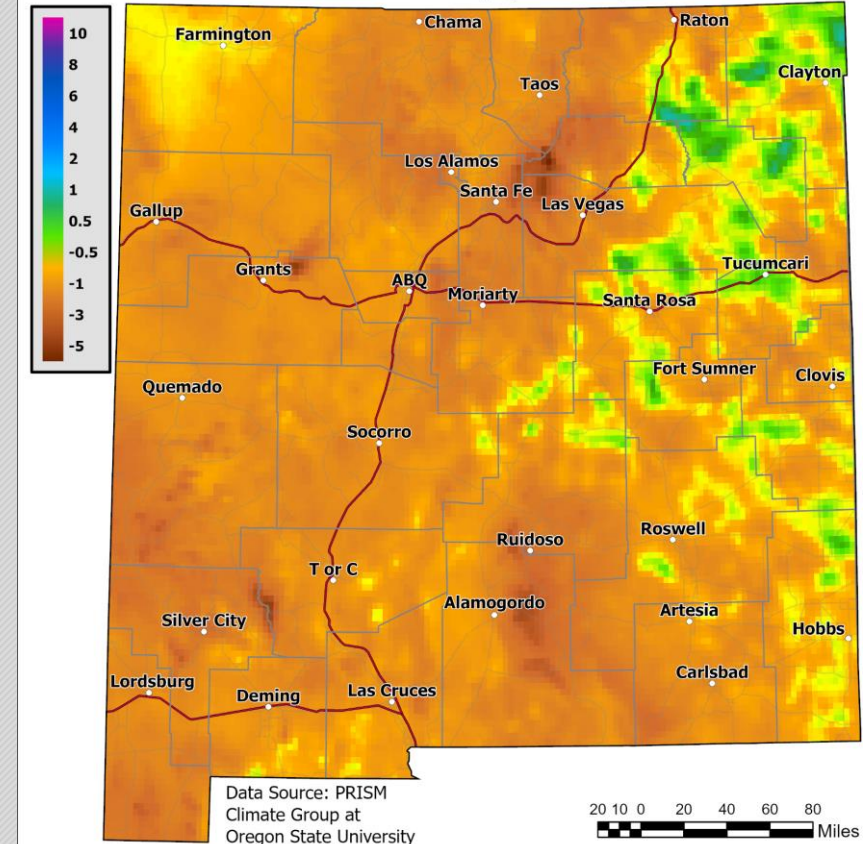 10
8
6
4
2
1
0.5
-0.5
-1
-3
-5
Farmington
Chama
Raton
Taos
Clayton
Los Alamos
Santa Fe
Las Vegas
Gallup
Grants
ABQ
Moriarty
Tucumcari
Santa Rosa
Quemado
Fort Sumner
Clovis
Socorro
Ruidoso
Roswell
T or C
Alamogordo
Artesia
Silver City
Hobbs
Lordsburg
Deming
Las Cruces
Carlsbad
Data Source: PRISM
Climate Group at
Oregon State University
20 10 0 20 40 60 80
Miles